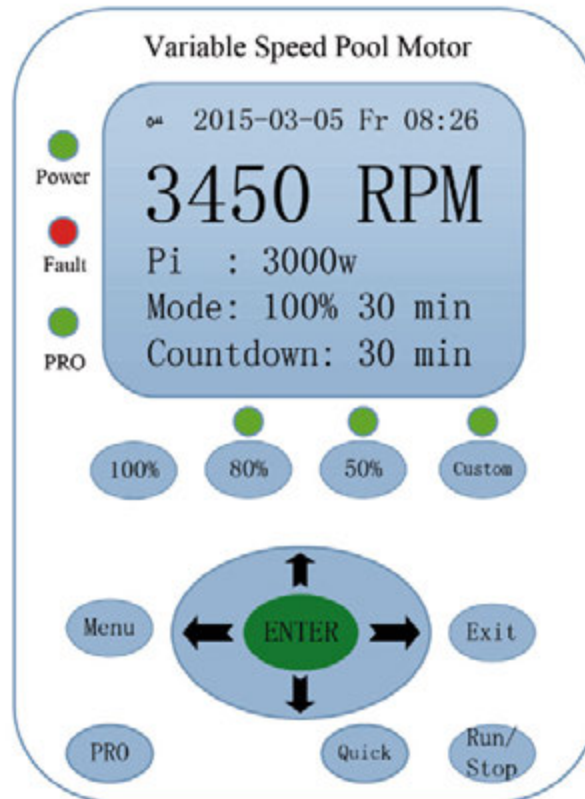 Variable Speed Pool Motor
2015-03-05 Fr 08:26
Power
3450 RPM
Fault
Pi : 3000w
Mode: 100% 30 min
PRO
Countdown: 30 min
100% 80% 50% Custom
Menu ENTER Exit
PRO Quick Run/
Stop